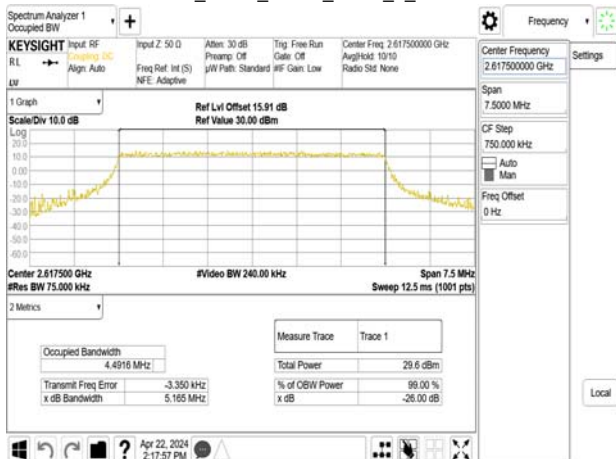 Spectrum Analyzer 1
Occupied BW
Frequency
KEYSIGHT
RL
Input: RF
Coupling: DC
Align: Auto
Input Z: 50 Ω
Freq Ref: Int (S)
NFE: Adaptive
Atten: 30 dB
Preamp: Off
µW Path: Standard
Trig: Free Run
Gate: Off
#IF Gain: Low
Center Freq: 2.617500000 GHz
Avg|Hold: 10/10
Radio Std: None
Center Frequency
2.617500000 GHz
Settings
Span
7.5000 MHz
CF Step
750.000 kHz
Auto
Man
Freq Offset
0 Hz
Local
1 Graph
Scale/Div 10.0 dB
Ref Lvl Offset 15.91 dB
Ref Value 30.00 dBm
Log
20.0
10.0
0.00
-10.0
-20.0
-30.0
-40.0
-50.0
-60.0
Center 2.617500 GHz
#Video BW 240.00 kHz
Span 7.5 MHz
#Res BW 75.000 kHz
Sweep 12.5 ms (1001 pts)
2 Metrics
Measure Trace Trace 1
Occupied Bandwidth
4.4916 MHz
Total Power 29.6 dBm
Transmit Freq Error -3.350 kHz
% of OBW Power 99.00 %
x dB Bandwidth 5.165 MHz
x dB -26.00 dB
Apr 22, 2024
2:17:57 PM